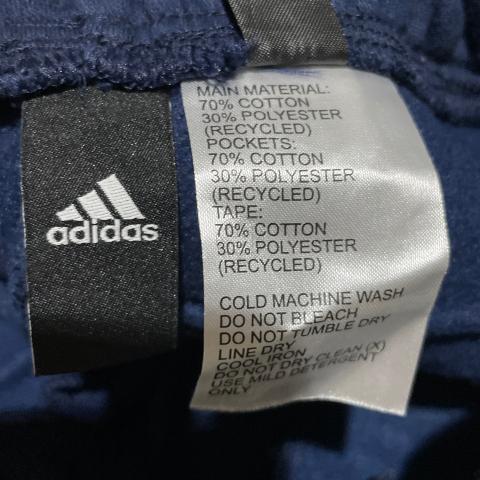 adidas
MAIN MATERIAL:
70% COTTON
30% POLYESTER
(RECYCLED)
POCKETS:
70% COTTON
30% POLYESTER
(RECYCLED)
TAPE:
70% COTTON
30% POLYESTER
(RECYCLED)
COLD MACHINE WASH
DO NOT BLEACH
DO NOT TUMBLE DRY
LINE DRY
COOL IRON
DO NOT DRY CLEAN (X)
USE MILD DETERGENT
ONLY